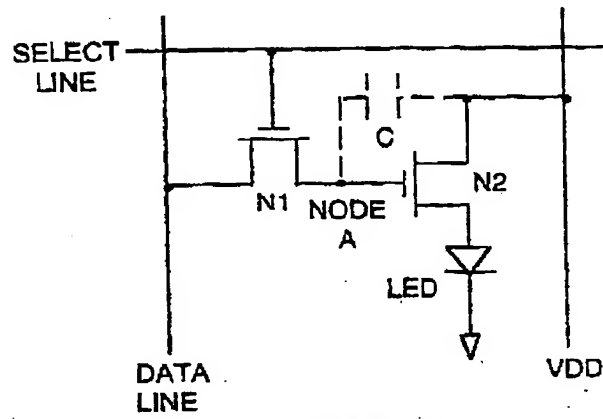 SELECT
LINE
C
N1
NODE
A
N2
LED
DATA
LINE
VDD